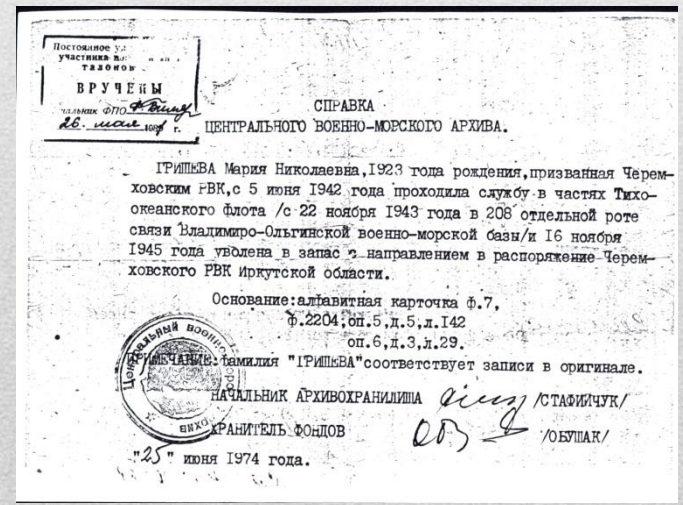 Постоянное
участника
талонов
ВРУЧЕНЫ
ФПО
26. мая г.
СПРАВКА
ЦЕНТРАЛЬНОГО ВОЕННО-МОРСКОГО АРХИВА.
ГРИШЕВА Мария Николаевна,1923 года рождения,призванная Черем-
ховским РВК,с 5 июня 1942 года проходила службу в частях Тихо-
океанского флота /с 22 ноября 1943 года в 208 отдельной роте
связи Владимиро-Ольгинской военно-морской базы/и 16 ноября
1945 года уволена в запас с направлением в распоряжение Черем-
ховского РВК Иркутской области.
Основание:алфавитная карточка ф.7,
ф.2204,оп.5,д.5,л.142
оп.6,д.3,л.29.
ПРИМЕЧАНИЕ:фамилия "ГРИШЕВА"соответствует записи в оригинале.
НАЧАЛЬНИК АРХИВОХРАНИЛИЩА /СТАФИЙЧУК/
ХРАНИТЕЛЬ ФОНДОВ /ОБУШАК/
"25" июня 1974 года.
Центральный военно
архив